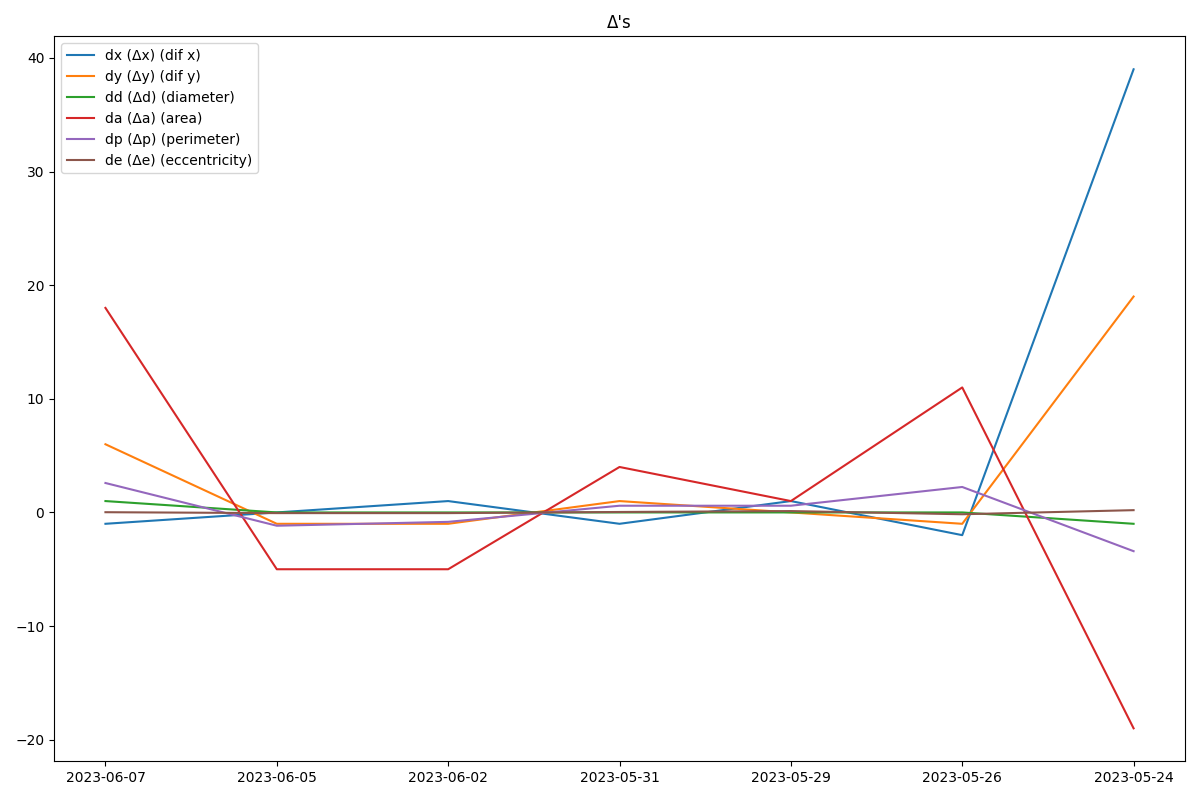 Δ's
dx (Δx) (dif x)
dy (Δy) (dif y)
dd (Δd) (diameter)
da (Δa) (area)
dp (Δp) (perimeter)
de (Δe) (eccentricity)
40
30
20
10
0
−10
−20
2023-06-07 2023-06-05 2023-06-02 2023-05-31 2023-05-29 2023-05-26 2023-05-24